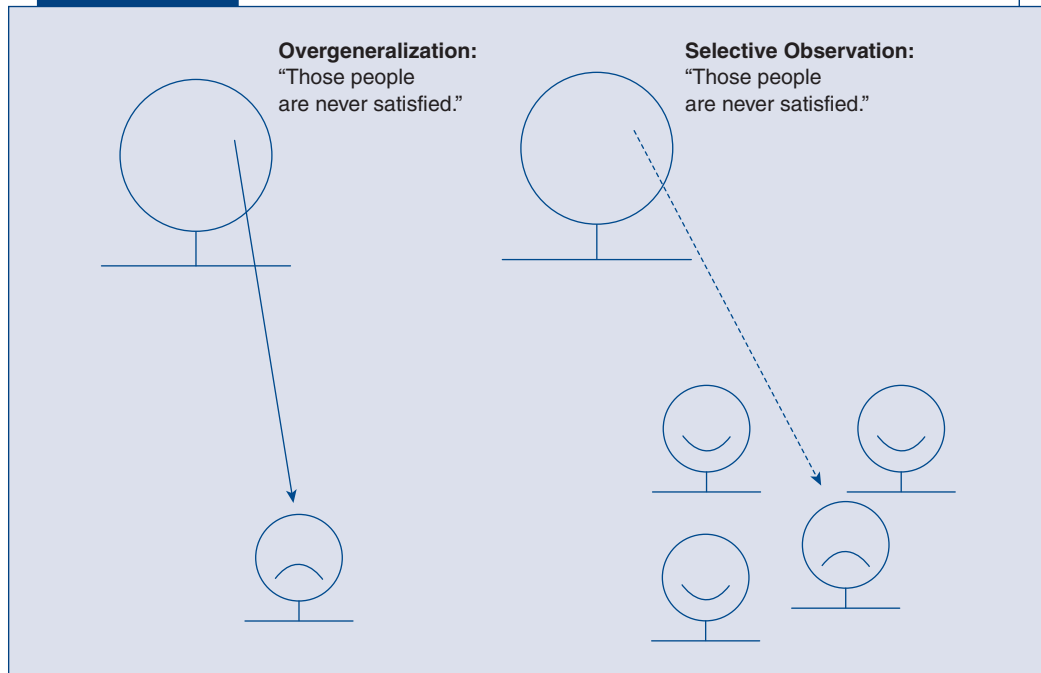 Overgeneralization:
“Those people
are never satisfied.”
Selective Observation:
“Those people
are never satisfied.”